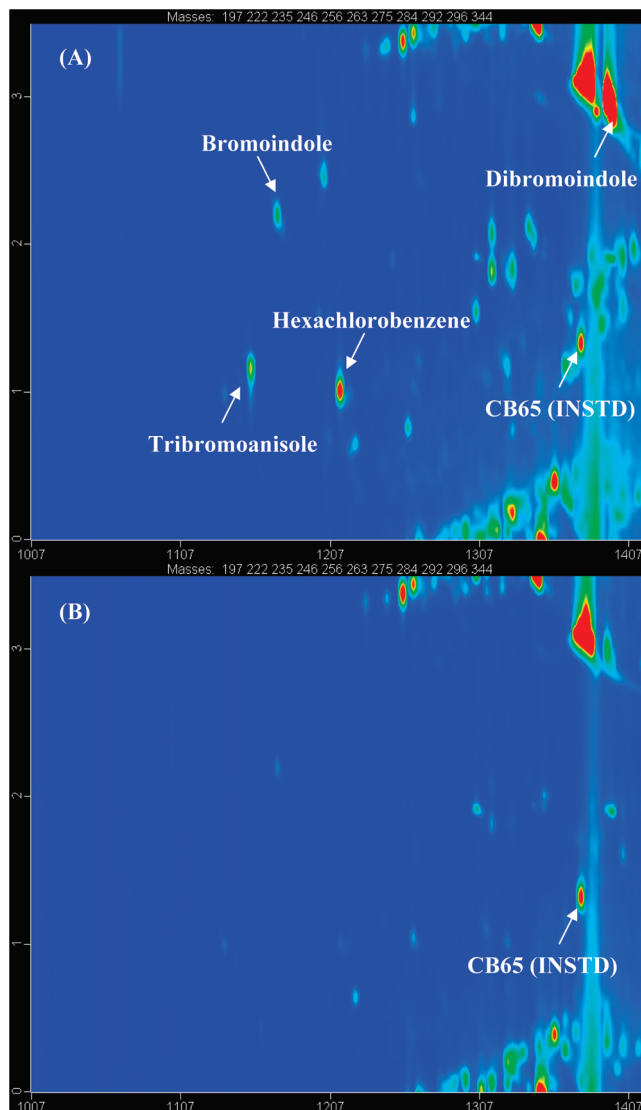 Masses: 197 222 235 246 256 263 275 284 292 296 344
(A)
3
Bromoindole
Dibromoindole
2
Hexachlorobenzene
1
CB65 (INSTD)
Tribromoanisole
0
1007 1107 1207 1307 1407
Masses: 197 222 235 246 256 263 275 284 292 296 344
(B)
3
2
1
CB65 (INSTD)
0
1007 1107 1207 1307 1407